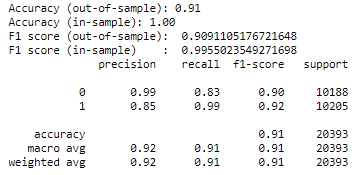 Accuracy (out-of-sample): 0.91
Accuracy (in-sample): 1.00
F1 score (out-of-sample):  0.9091105176721648
F1 score (in-sample)    :  0.9955023549271698
precision    recall  f1-score   support
0       0.99      0.83      0.90     10188
1       0.85      0.99      0.92     10205
accuracy                           0.91     20393
macro avg       0.92      0.91      0.91     20393
weighted avg       0.92      0.91      0.91     20393